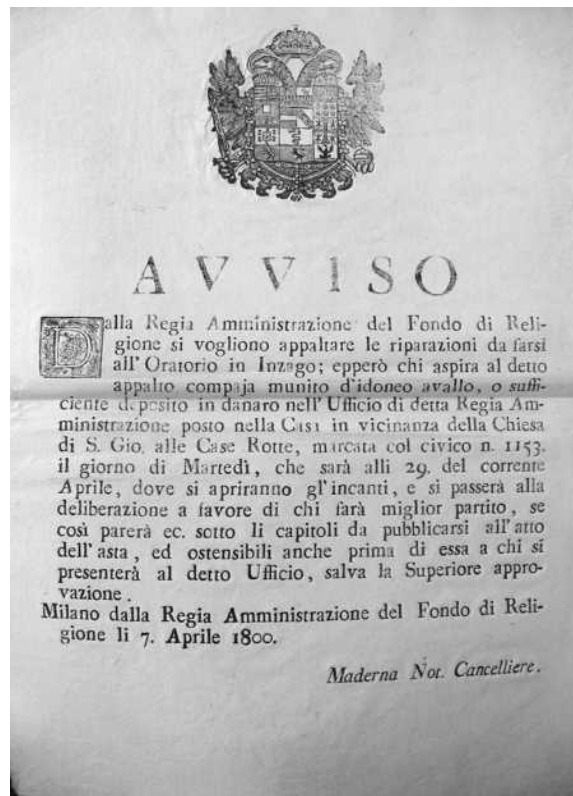 AVVISO
Dalla Regia Amministrazione del Fondo di Reli-
gione si vogliono appaltare le riparazioni da farsi
all'Oratorio in Inzago; epperò chi aspira al detto
appalto compaja munito d'idoneo avallo, o suffi-
ciente deposito in danaro nell'Ufficio di detta Regia Am-
ministrazione posto nella Casa in vicinanza della Chiesa
di S. Gio. alle Case Rotte, marcata col civico n. 1153.
il giorno di Martedì, che sarà alli 29. del corrente
Aprile, dove si apriranno gl'incanti, e si passerà alla
deliberazione a favore di chi farà miglior partito, se
così parerà ec. sotto li capitoli da pubblicarsi all'atto
dell'asta, ed ostensibili anche prima di essa a chi si
presenterà al detto Ufficio, salva la Superiore appro-
vazione.
Milano dalla Regia Amministrazione del Fondo di Reli-
gione li 7. Aprile 1800.
Maderna Not. Cancelliere.